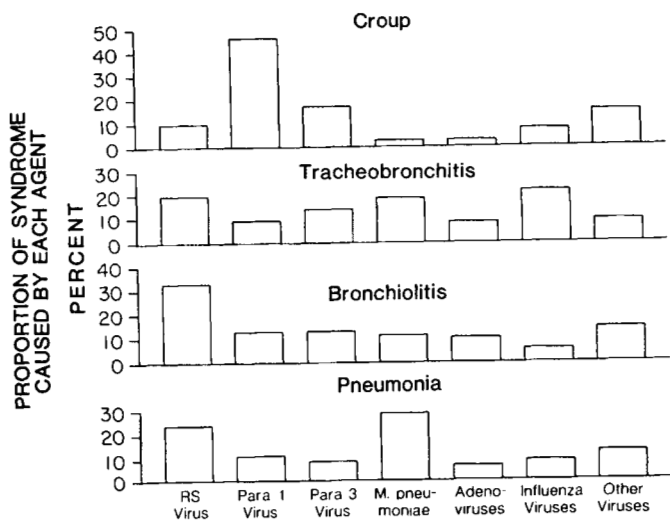 Croup
50
40
30
20
10
0
Tracheobronchitis
30
20
10
0
Bronchiolitis
40
30
20
10
0
Pneumonia
30
20
10
0
PROPORTION OF SYNDROME
CAUSED BY EACH AGENT
PERCENT
RS
Virus
Para 1
Virus
Para 3
Virus
M. pneu-
moniae
Adeno-
viruses
Influenza
Viruses
Other
Viruses